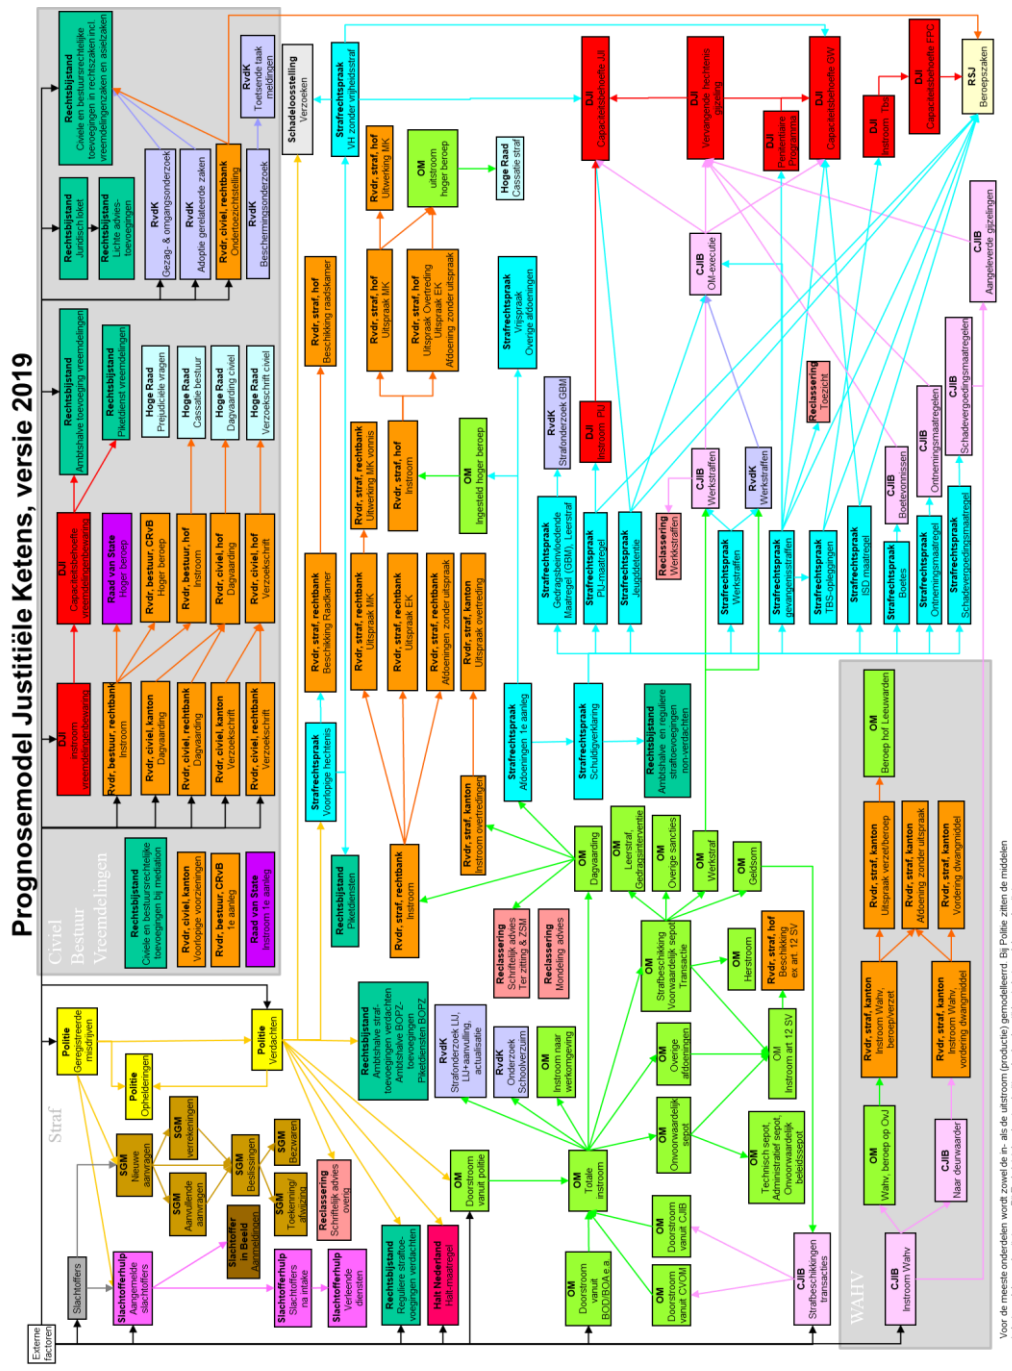 Prognosemodel Justitiële Ketens, versie 2019
Externe
factoren
Straf
Slachtoffers
Slachtofferhulp
Aangemelde
slachtoffers
Slachtofferhulp
Slachtoffers
na intake
Slachtofferhulp
Verleende
diensten
Slachtoffer
in Beeld
Aanmeldingen
SGM
Nieuwe
aanvragen
SGM
Aanvullende
aanvragen
SGM
verrekeningen
SGM
Beslissingen
SGM
Toekenning/
afwijzing
SGM
Bezwaren
Politie
Geregistreerde
misdrijven
Politie
Ophelderingen
Politie
Verdachten
Reclassering
Schriftelijk advies
overig
Rechtsbijstand
Reguliere straftoe-
voegingen verdachten
Halt Nederland
Halt-maatregel
OM
Doorstroom
vanuit politie
Rechtsbijstand
Ambtshalve straf-
toevoegingen verdachten
Ambtshalve BOPZ-
toevoegingen
Piketdiensten BOPZ
RvdK
Strafonderzoek LIJ,
LIJ+aanvulling,
actualisatie
RvdK
Onderzoek
Schoolverzuim
OM
Instroom naar
werkomgeving
OM
Totale
instroom
OM
Doorstroom
vanuit
BOD/BOA e.a.
OM
Doorstroom
vanuit CVOM
OM
Doorstroom
vanuit CJIB
CJIB
Strafbeschikkingen
transacties
OM
Onvoorwaardelijk
sepot
OM
Overige
afdoeningen
OM
Technisch sepot,
Administratief sepot,
Onvoorwaardelijk
beleidssepot
OM
Instroom art. 12 SV
Rvdr, straf, hof
Beschikking
ex art. 12 SV
OM
Herstroom
OM
Strafbeschikking
Voorwaardelijk sepot
Transactie
OM
Dagvaarding
OM
Leerstraf,
Gedragsinterventie
OM
Overige sancties
OM
Werkstraf
OM
Geldsom
Reclassering
Schriftelijk advies
Ter zitting & ZSM
Reclassering
Mondeling advies
Civiel
Bestuur
Vreemdelingen
Rechtsbijstand
Civiele en bestuursrechtelijke
toevoegingen bij mediation
Rvdr, civiel, kanton
Voorlopige voorzieningen
Rvdr, bestuur, CRvB
1e aanleg
Raad van State
Instroom 1e aanleg
DJI
instroom
vreemdelingenbewaring
Rvdr, bestuur, rechtbank
Instroom
Rvdr, civiel, kanton
Dagvaarding
Rvdr, civiel, rechtbank
Dagvaarding
Rvdr, civiel, kanton
Verzoekschrift
Rvdr, civiel, rechtbank
Verzoekschrift
DJI
Capaciteitsbehoefte
vreemdelingenbewaring
Raad van State
Hoger beroep
Rvdr, bestuur, CRvB
Hoger beroep
Rvdr, bestuur, hof
Instroom
Rvdr, civiel, hof
Dagvaarding
Rvdr, civiel, hof
Verzoekschrift
Rechtsbijstand
Ambtshalve toevoeging vreemdelingen
Rechtsbijstand
Piketdienst vreemdelingen
Hoge Raad
Prejudiciële vragen
Hoge Raad
Cassatie bestuur
Hoge Raad
Dagvaarding civiel
Hoge Raad
Verzoekschrift civiel
Rechtsbijstand
Juridisch loket
Rechtsbijstand
Lichte advies-
toevoegingen
RvdK
Gezag- & omgangsonderzoek
RvdK
Adoptie gerelateerde zaken
Rvdr, civiel, rechtbank
Ondertoezichtstelling
RvdK
Beschermingsonderzoek
Rechtsbijstand
Civiele en bestuursrechtelijke
toevoegingen in rechtszaken incl.
vreemdelingenzaken en asielzaken
RvdK
Toetsende taak
meldingen
Schadeloosstelling
Verzoeken
Strafrechtspraak
Voorlopige hechtenis
Rechtsbijstand
Piketdiensten
Rvdr, straf, rechtbank
Beschikking Raadkamer
Rvdr, straf, hof
Beschikking raadskamer
Strafrechtspraak
VH zonder vrijheidsstraf
Rvdr, straf, rechtbank
Instroom
Rvdr, straf, rechtbank
Uitspraak MK
Rvdr, straf, rechtbank
Uitspraak EK
Rvdr, straf, rechtbank
Afdoeningen zonder uitspraak
Rvdr, straf, kanton
Instroom overtredingen
Rvdr, straf, kanton
Uitspraak overtreding
Rvdr, straf, rechtbank
Uitwerking MK vonnis
Rvdr, straf, hof
Instroom
OM
Ingesteld hoger beroep
Rvdr, straf, hof
Uitspraak MK
Rvdr, straf, hof
Uitspraak Overtreding
Uitspraak EK
Afdoening zonder uitspraak
Rvdr, straf, hof
Uitwerking MK
OM
uitstroom
hoger beroep
Hoge Raad
Cassatie straf
Strafrechtspraak
Afdoeningen 1e aanleg
Strafrechtspraak
Schuldigverklaring
Strafrechtspraak
Vrijspraak
Overige afdoeningen
Rechtsbijstand
Ambtshalve en reguliere
straftoevoegingen
non-verdachten
Strafrechtspraak
Gedragsbeïnvloedende
Maatregel (GBM), Leerstraf
Strafrechtspraak
PIJ-maatregel
Strafrechtspraak
Jeugddetentie
Strafrechtspraak
Werkstraffen
Strafrechtspraak
gevangenisstraffen
Strafrechtspraak
TBS-opleggingen
Strafrechtspraak
ISD maatregel
Strafrechtspraak
Boetes
Strafrechtspraak
Ontnemingsmaatregel
Strafrechtspraak
Schadevergoedingsmaatregel
RvdK
Strafonderzoek GBM
DJI
Instroom PIJ
Reclassering
Werkkstraffen
CJIB
Werkstraffen
RvdK
Werkstraffen
Reclassering
Toezicht
CJIB
Boetevonnissen
CJIB
Ontnemingsmaatregelen
CJIB
Schadevergoedingsmaatregelen
CJIB
OM-executie
CJIB
Aangeleverde gijzelingen
DJI
Capaciteitsbehoefte JJI
DJI
Vervangende hechtenis
gijzeling
DJI
Penitentiaire
Programma
DJI
Capaciteitsbehoefte GW
DJI
Instroom Tbs
DJI
Capaciteitsbehoefte FPC
RSJ
Beroepszaken
WAHV
CJIB
Instroom Wahv
OM
Wahv, beroep op OvJ
CJIB
Naar deurwaarder
Rvdr, straf, kanton
Instroom Wahv,
beroep/verzet
Rvdr, straf, kanton
Instroom Wahv,
vordering dwangmiddel
Rvdr, straf, kanton
Uitspraak verzet/beroep
Rvdr, straf, kanton
Afdoening zonder uitspraak
Rvdr, straf, kanton
Vordering dwangmiddel
OM
Beroep hof Leeuwarden
Voor de meeste onderdelen wordt zowel de in- als de uitstroom (productie) gemodelleerd. Bij Politie zitten de middelen